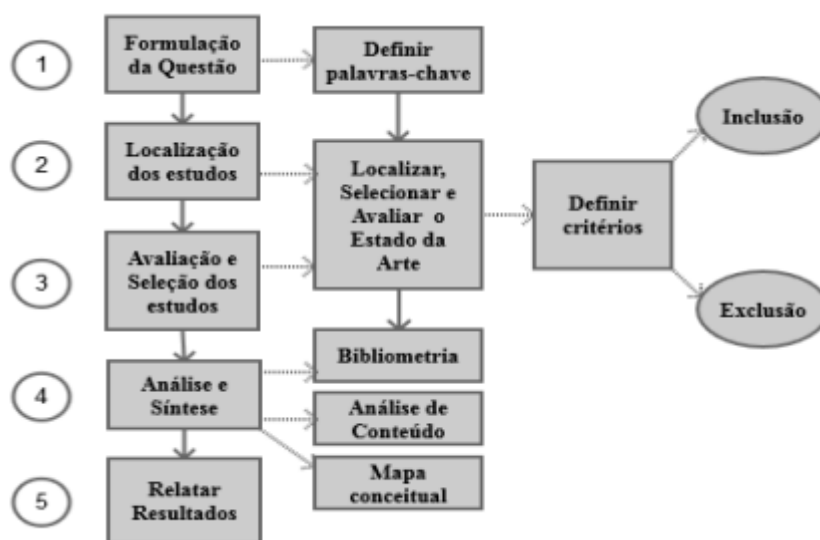 1
Formulação
da Questão
Definir
palavras-chave
Inclusão
2
Localização
dos estudos
Localizar,
Selecionar e
Avaliar o
Estado da
Arte
Definir
critérios
3
Avaliação e
Seleção dos
estudos
Exclusão
Bibliometria
4
Análise e
Síntese
Análise de
Conteúdo
Mapa
conceitual
5
Relatar
Resultados